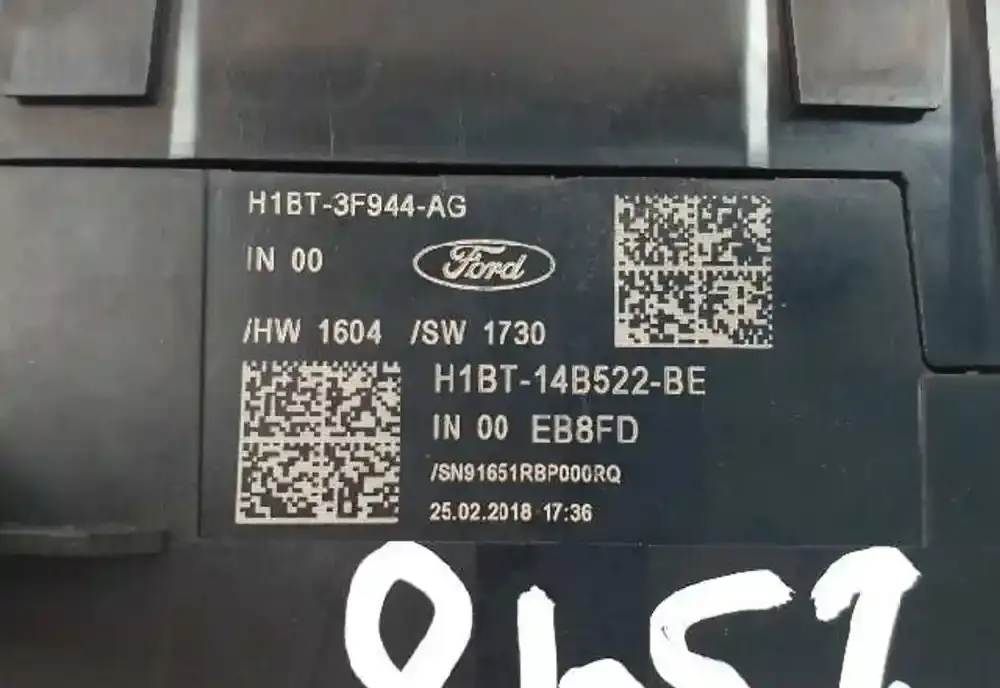 H1BT-3F944-AG
IN 00
Ford
/HW 1604 /SW 1730
H1BT-14B522-BE
IN 00 EB8FD
/SN91651RBP000RQ
25.02.2018 17:36